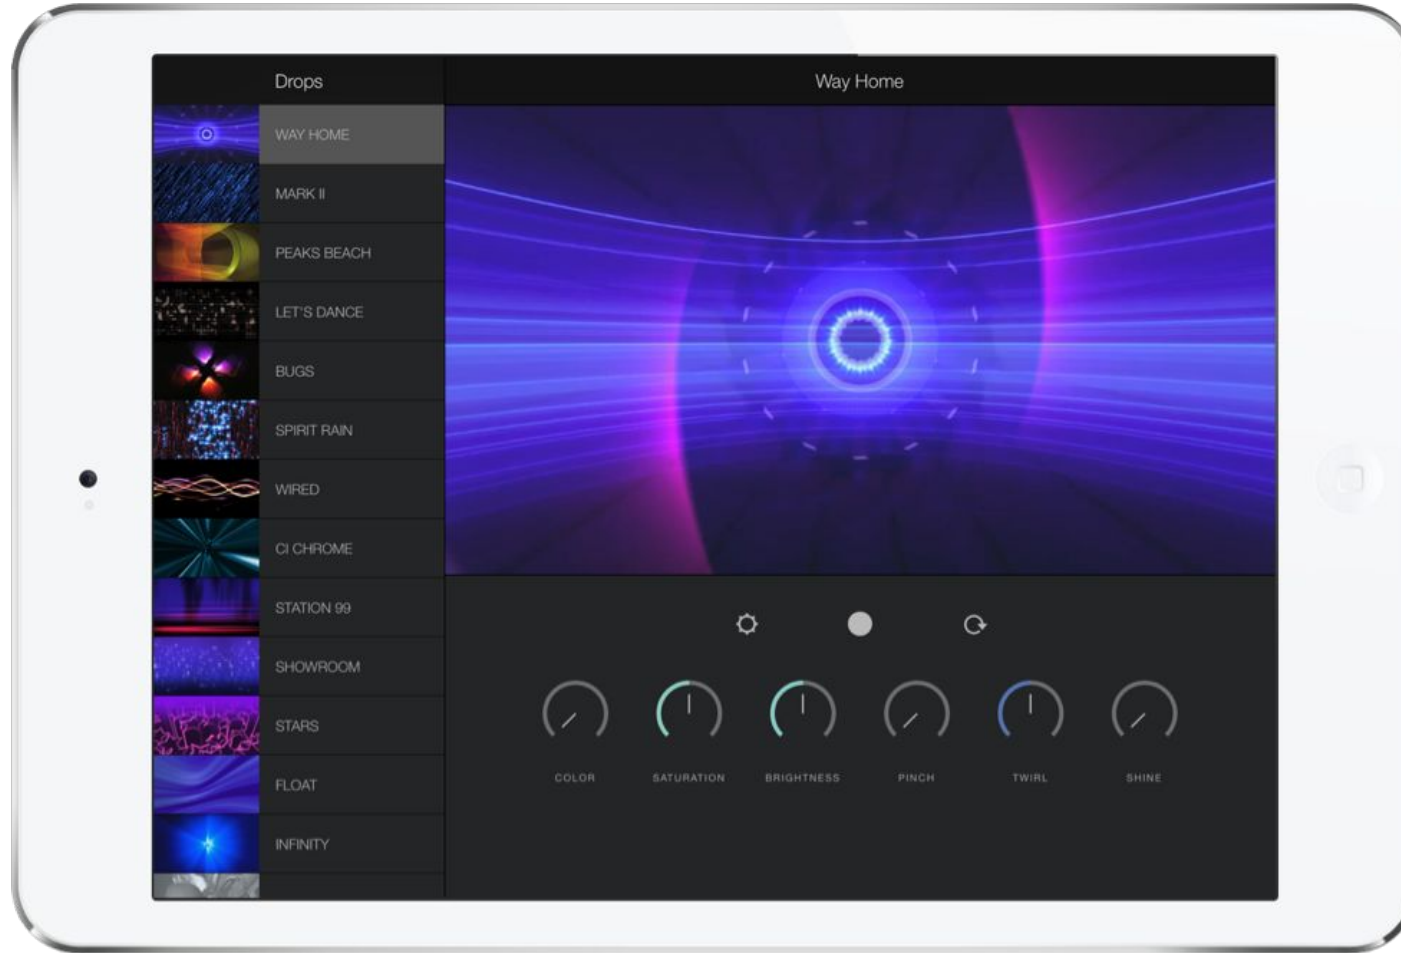 Drops
Way Home
WAY HOME
MARK II
PEAKS BEACH
LET'S DANCE
BUGS
SPIRIT RAIN
WIRED
CI CHROME
STATION 99
SHOWROOM
STARS
FLOAT
INFINITY
COLOR
SATURATION
BRIGHTNESS
PINCH
TWIRL
SHINE